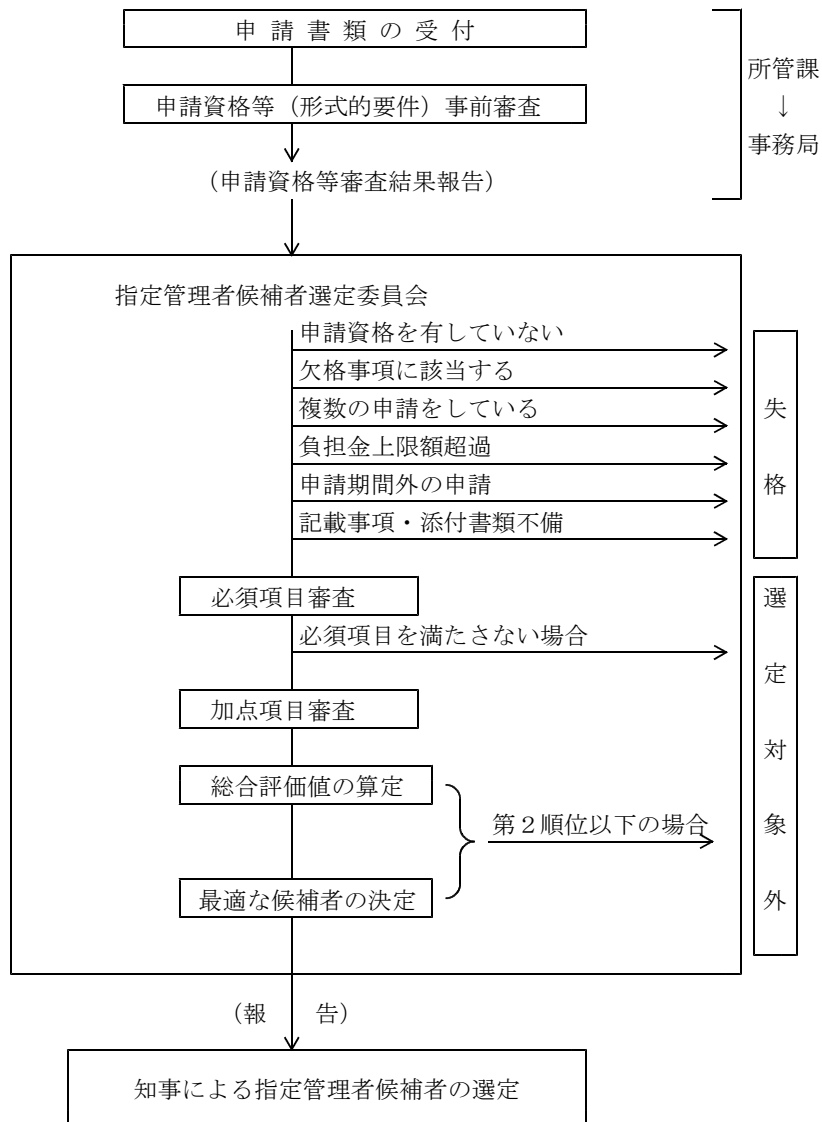 申 請 書 類 の 受 付
申請資格等（形式的要件）事前審査
（申請資格等審査結果報告）
所管課
↓
事務局
指定管理者候補者選定委員会
申請資格を有していない
欠格事項に該当する
複数の申請をしている
負担金上限額超過
申請期間外の申請
記載事項・添付書類不備
失格
必須項目審査
必須項目を満たさない場合
加点項目審査
総合評価値の算定
第２順位以下の場合
最適な候補者の決定
選定対象外
（報　　告）
知事による指定管理者候補者の選定